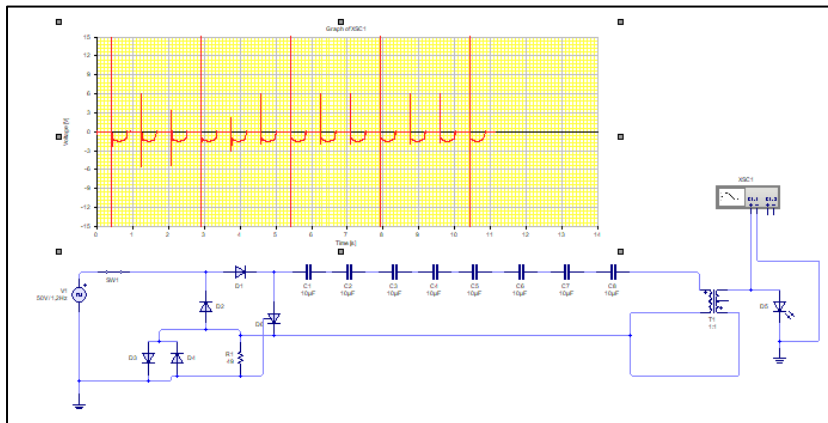 Graph of XSC1
Voltage [V]
15
12
9
6
3
0
-3
-6
-9
-12
-15
0 1 2 3 4 5 6 7 8 9 10 11 12 13 14
Time [s]
XSC1
V1
50V/1,2Hz
SW1
D1
D2
D3
D4
R1
D6
C1
10µF
C2
10µF
C3
10µF
C4
10µF
C5
10µF
C6
10µF
C7
10µF
C8
10µF
T1
1:1
D5